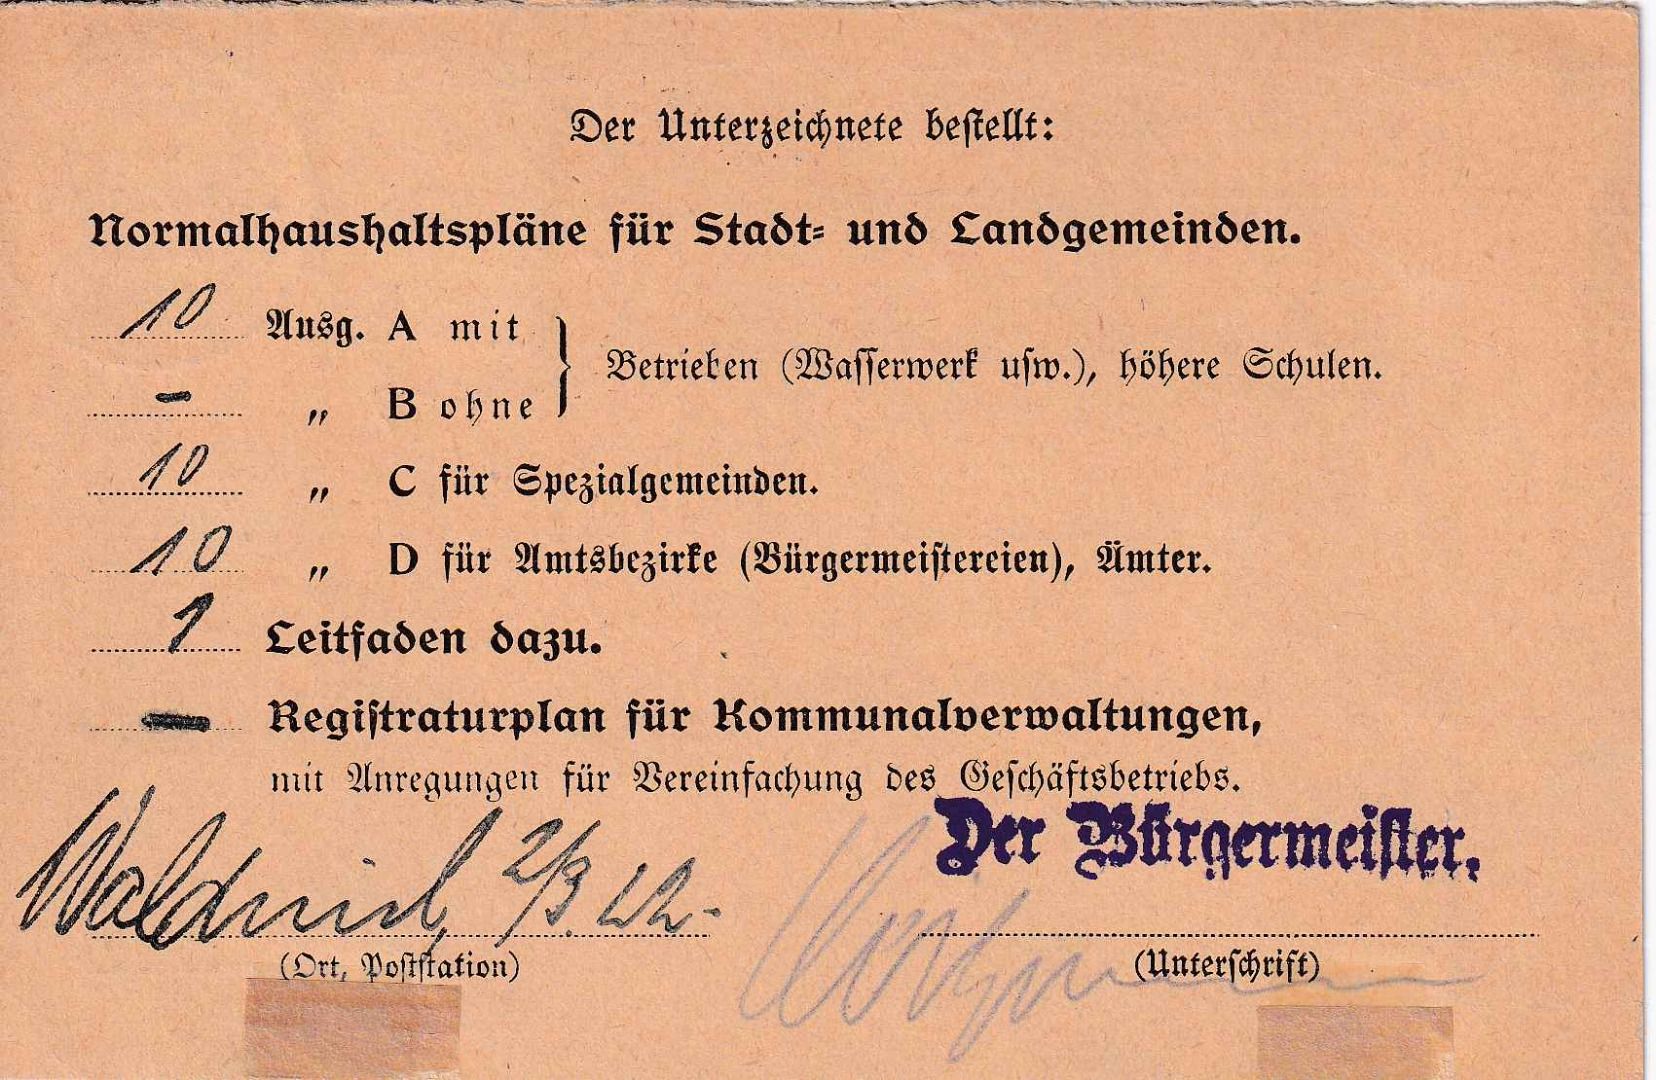 Der Unterzeichnete bestellt:
Normalhaushaltspläne für Stadt- und Landgemeinden.
10 Ausg. A mit
Betrieben (Wasserwerk usw.), höhere Schulen.
- „ B ohne
10 „ C für Spezialgemeinden.
10 „ D für Amtsbezirke (Bürgermeistereien), Ämter.
1 Leitfaden dazu.
- Registraturplan für Kommunalverwaltungen,
mit Anregungen für Vereinfachung des Geschäftsbetriebs.
Der Bürgermeister.
Waldniel, 2/3. 22.
(Ort, Poststation) (Unterschrift)